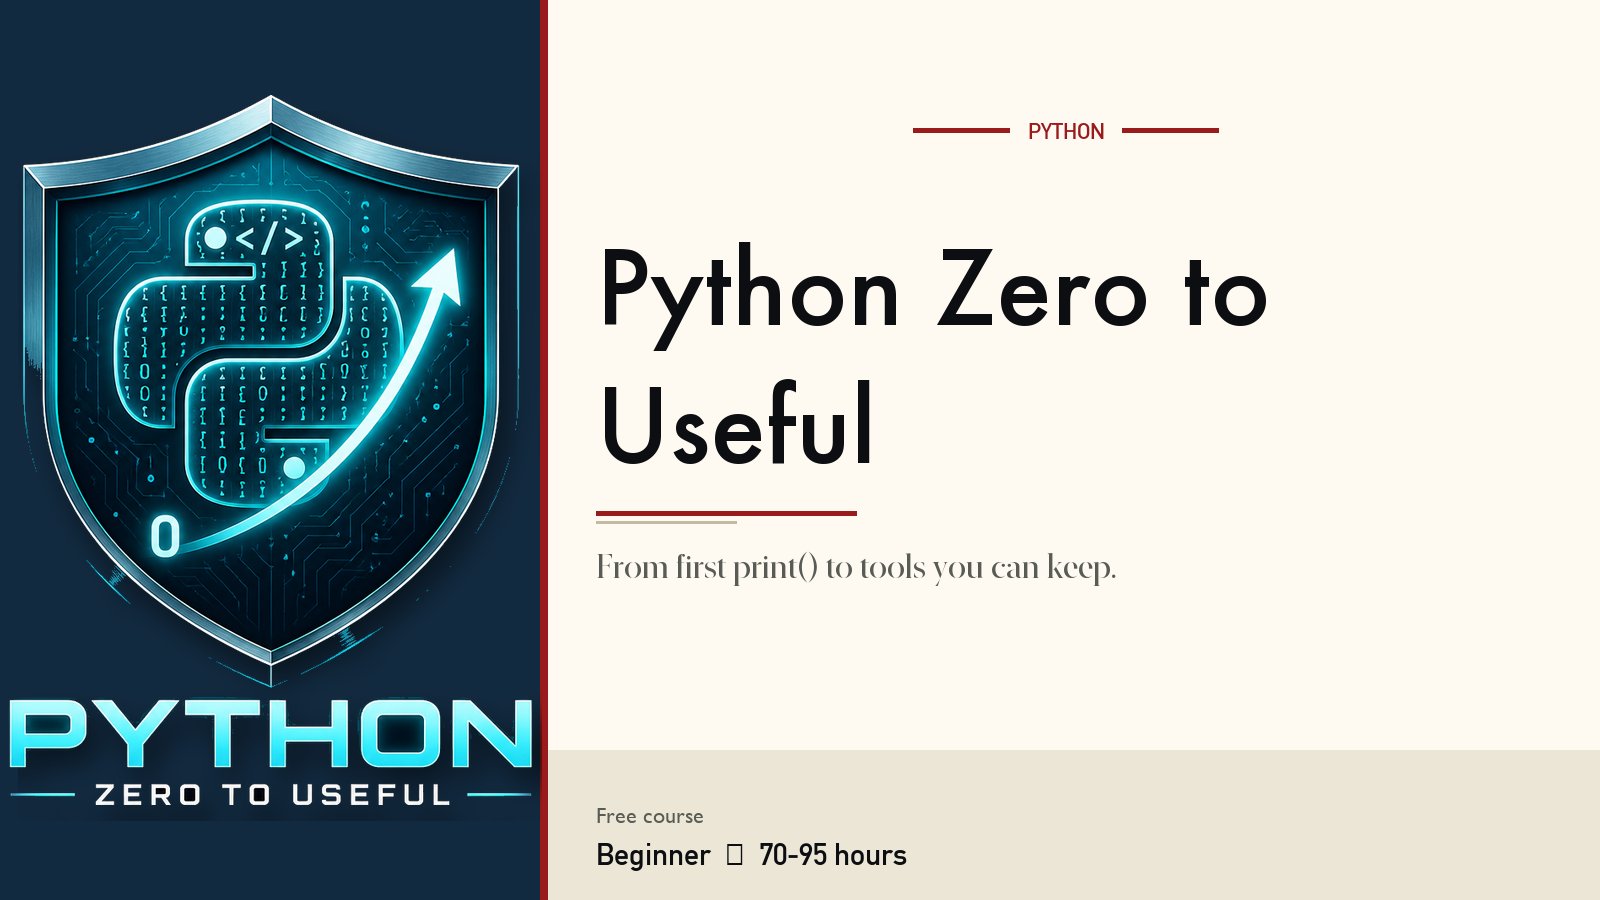 </>
0
PYTHON
ZERO TO USEFUL
PYTHON
Python Zero to
Useful
From first print() to tools you can keep.
Free course
Beginner □ 70-95 hours